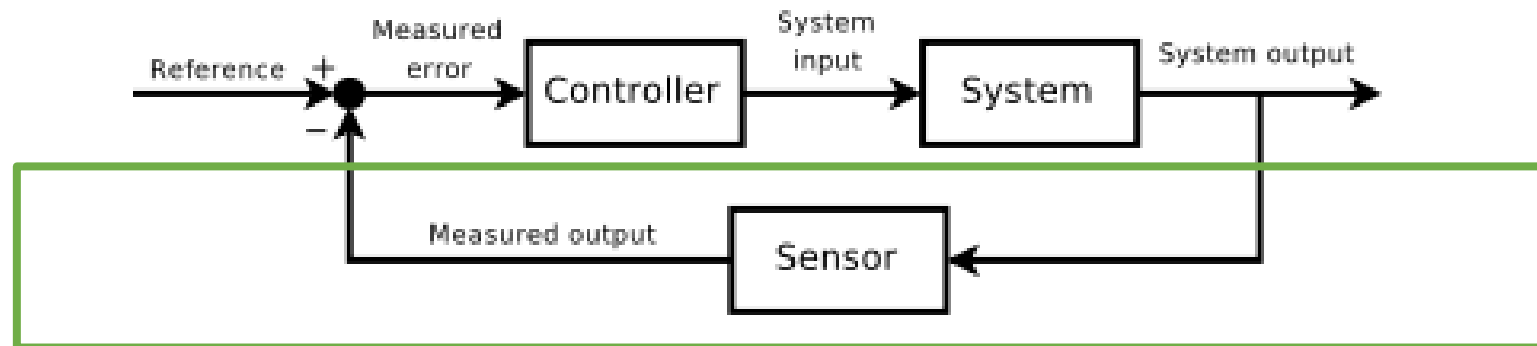 Reference
+
−
Measured
error
Controller
System
input
System
System output
Measured output
Sensor